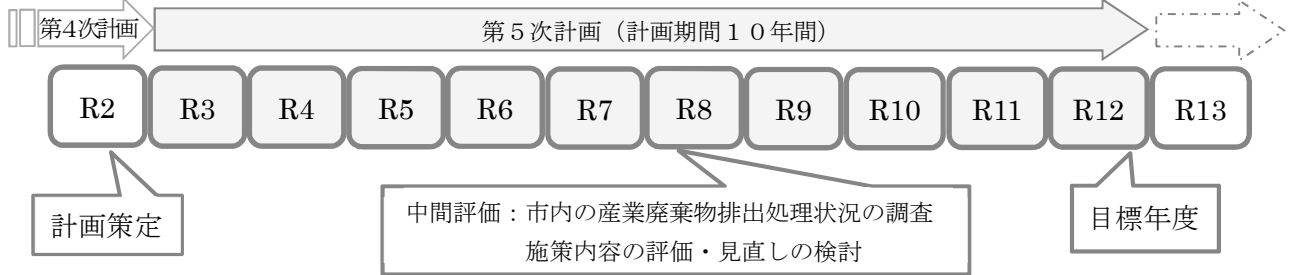 第4次計画
第５次計画（計画期間１０年間）
R2 R3 R4 R5 R6 R7 R8 R9 R10 R11 R12 R13
計画策定
中間評価：市内の産業廃棄物排出処理状況の調査
施策内容の評価・見直しの検討
目標年度